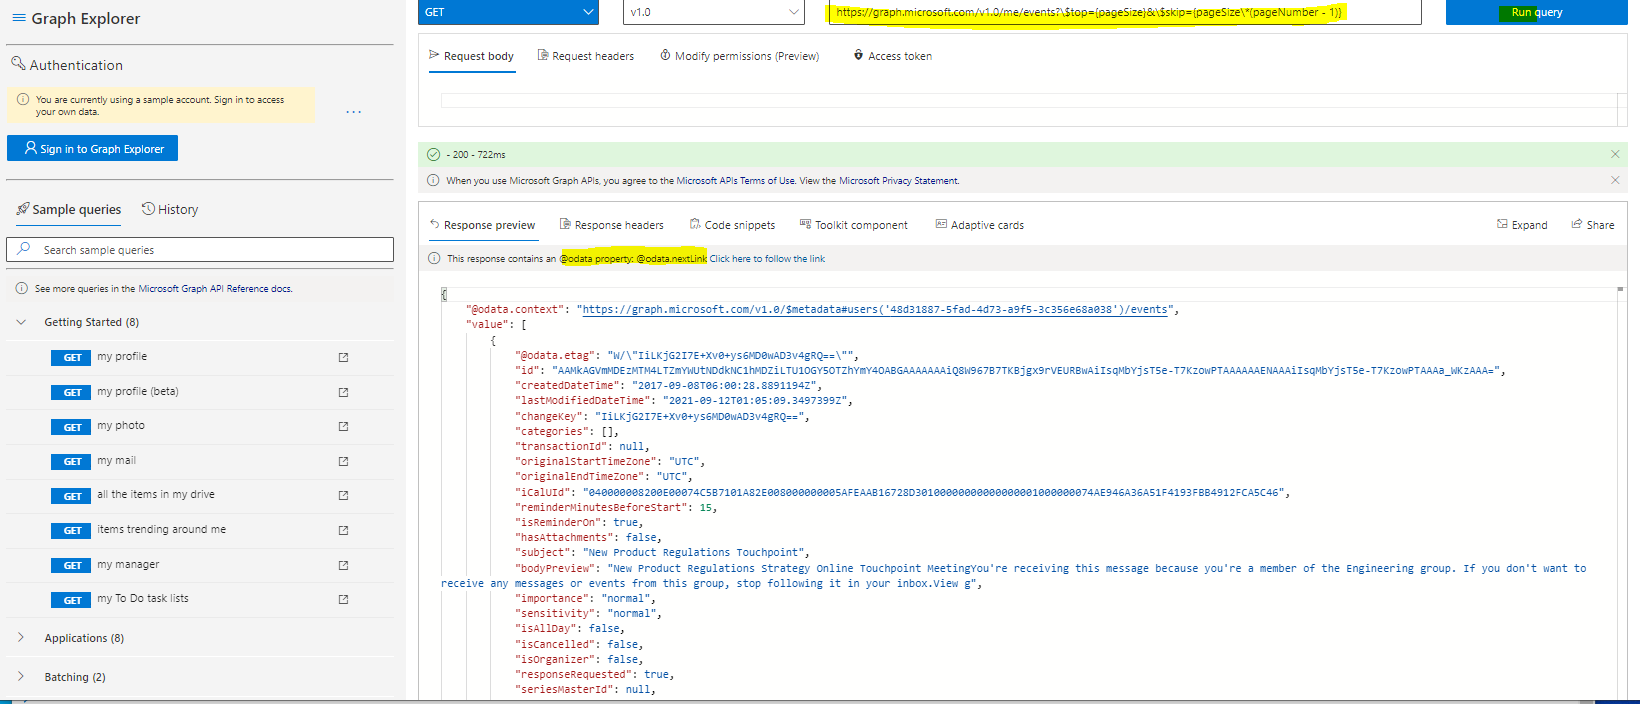 Graph Explorer
GET
v1.0
https://graph.microsoft.com/v1.0/me/events?\$top={pageSize}&\$skip={pageSize\*(pageNumber - 1)}
Run query
Authentication
You are currently using a sample account. Sign in to access
your own data.
...
Sign in to Graph Explorer
Sample queries
History
Search sample queries
See more queries in the Microsoft Graph API Reference docs.
Getting Started (8)
GET my profile
GET my profile (beta)
GET my photo
GET my mail
GET all the items in my drive
GET items trending around me
GET my manager
GET my To Do task lists
Applications (8)
Batching (2)
Request body
Request headers
Modify permissions (Preview)
Access token
- 200 - 722ms
When you use Microsoft Graph APIs, you agree to the Microsoft APIs Terms of Use. View the Microsoft Privacy Statement.
Response preview
Response headers
Code snippets
Toolkit component
Adaptive cards
Expand
Share
This response contains an @odata property: @odata.nextLink Click here to follow the link
{
"@odata.context": "https://graph.microsoft.com/v1.0/$metadata#users('48d31887-5fad-4d73-a9f5-3c356e68a038')/events",
"value": [
{
"@odata.etag": "W/\"IiLKjG2I7E+Xv0+ys6MD0wAD3v4gRQ==\"",
"id": "AAMkAGVmMDEzMTM4LTZmYWUtNDdkNC1hMDZiLTU1OGY5OTZhYmY4OABGAAAAAAAiQ8W967B7TKBjgx9rVEURBwAiIsqMbYjsT5e-T7KzowPTAAAAAAENAAAiIsqMbYjsT5e-T7KzowPTAAAa_WKzAAA=",
"createdDateTime": "2017-09-08T06:00:28.8891194Z",
"lastModifiedDateTime": "2021-09-12T01:05:09.3497399Z",
"changeKey": "IiLKjG2I7E+Xv0+ys6MD0wAD3v4gRQ==",
"categories": [],
"transactionId": null,
"originalStartTimeZone": "UTC",
"originalEndTimeZone": "UTC",
"iCalUId": "040000008200E00074C5B7101A82E008000000005AFEAAB16728D301000000000000000010000000074AE946A36A51F4193FBB4912FCA5C46",
"reminderMinutesBeforeStart": 15,
"isReminderOn": true,
"hasAttachments": false,
"subject": "New Product Regulations Touchpoint",
"bodyPreview": "New Product Regulations Strategy Online Touchpoint MeetingYou're receiving this message because you're a member of the Engineering group. If you don't want to
receive any messages or events from this group, stop following it in your inbox.View g",
"importance": "normal",
"sensitivity": "normal",
"isAllDay": false,
"isCancelled": false,
"isOrganizer": false,
"responseRequested": true,
"seriesMasterId": null,